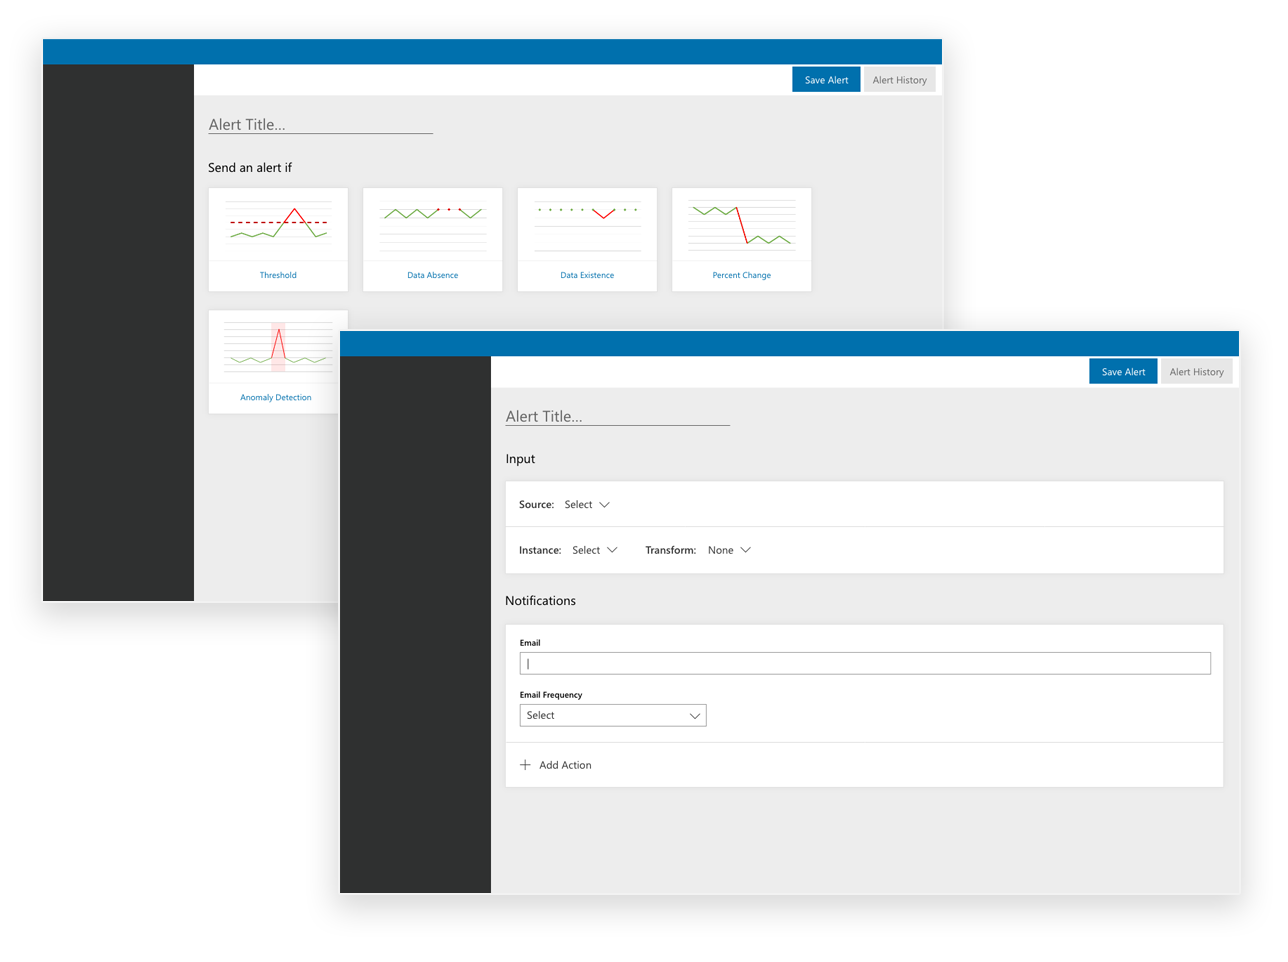 Save Alert
Alert History
Alert Title...
Send an alert if
Threshold
Data Absence
Data Existence
Percent Change
Anomaly Detection
Save Alert
Alert History
Alert Title...
Input
Source: Select
Instance: Select Transform: None
Notifications
Email
Email Frequency
Select
Add Action